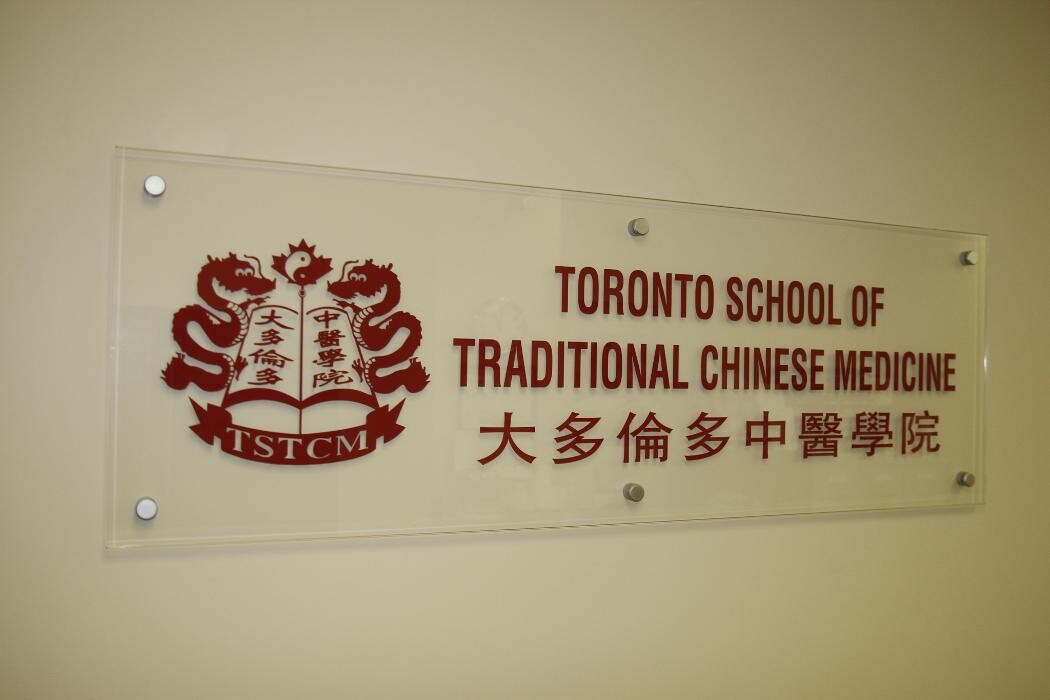 大多倫多
中醫學院
TSTCM
TORONTO SCHOOL OF
TRADITIONAL CHINESE MEDICINE
大多倫多中醫學院